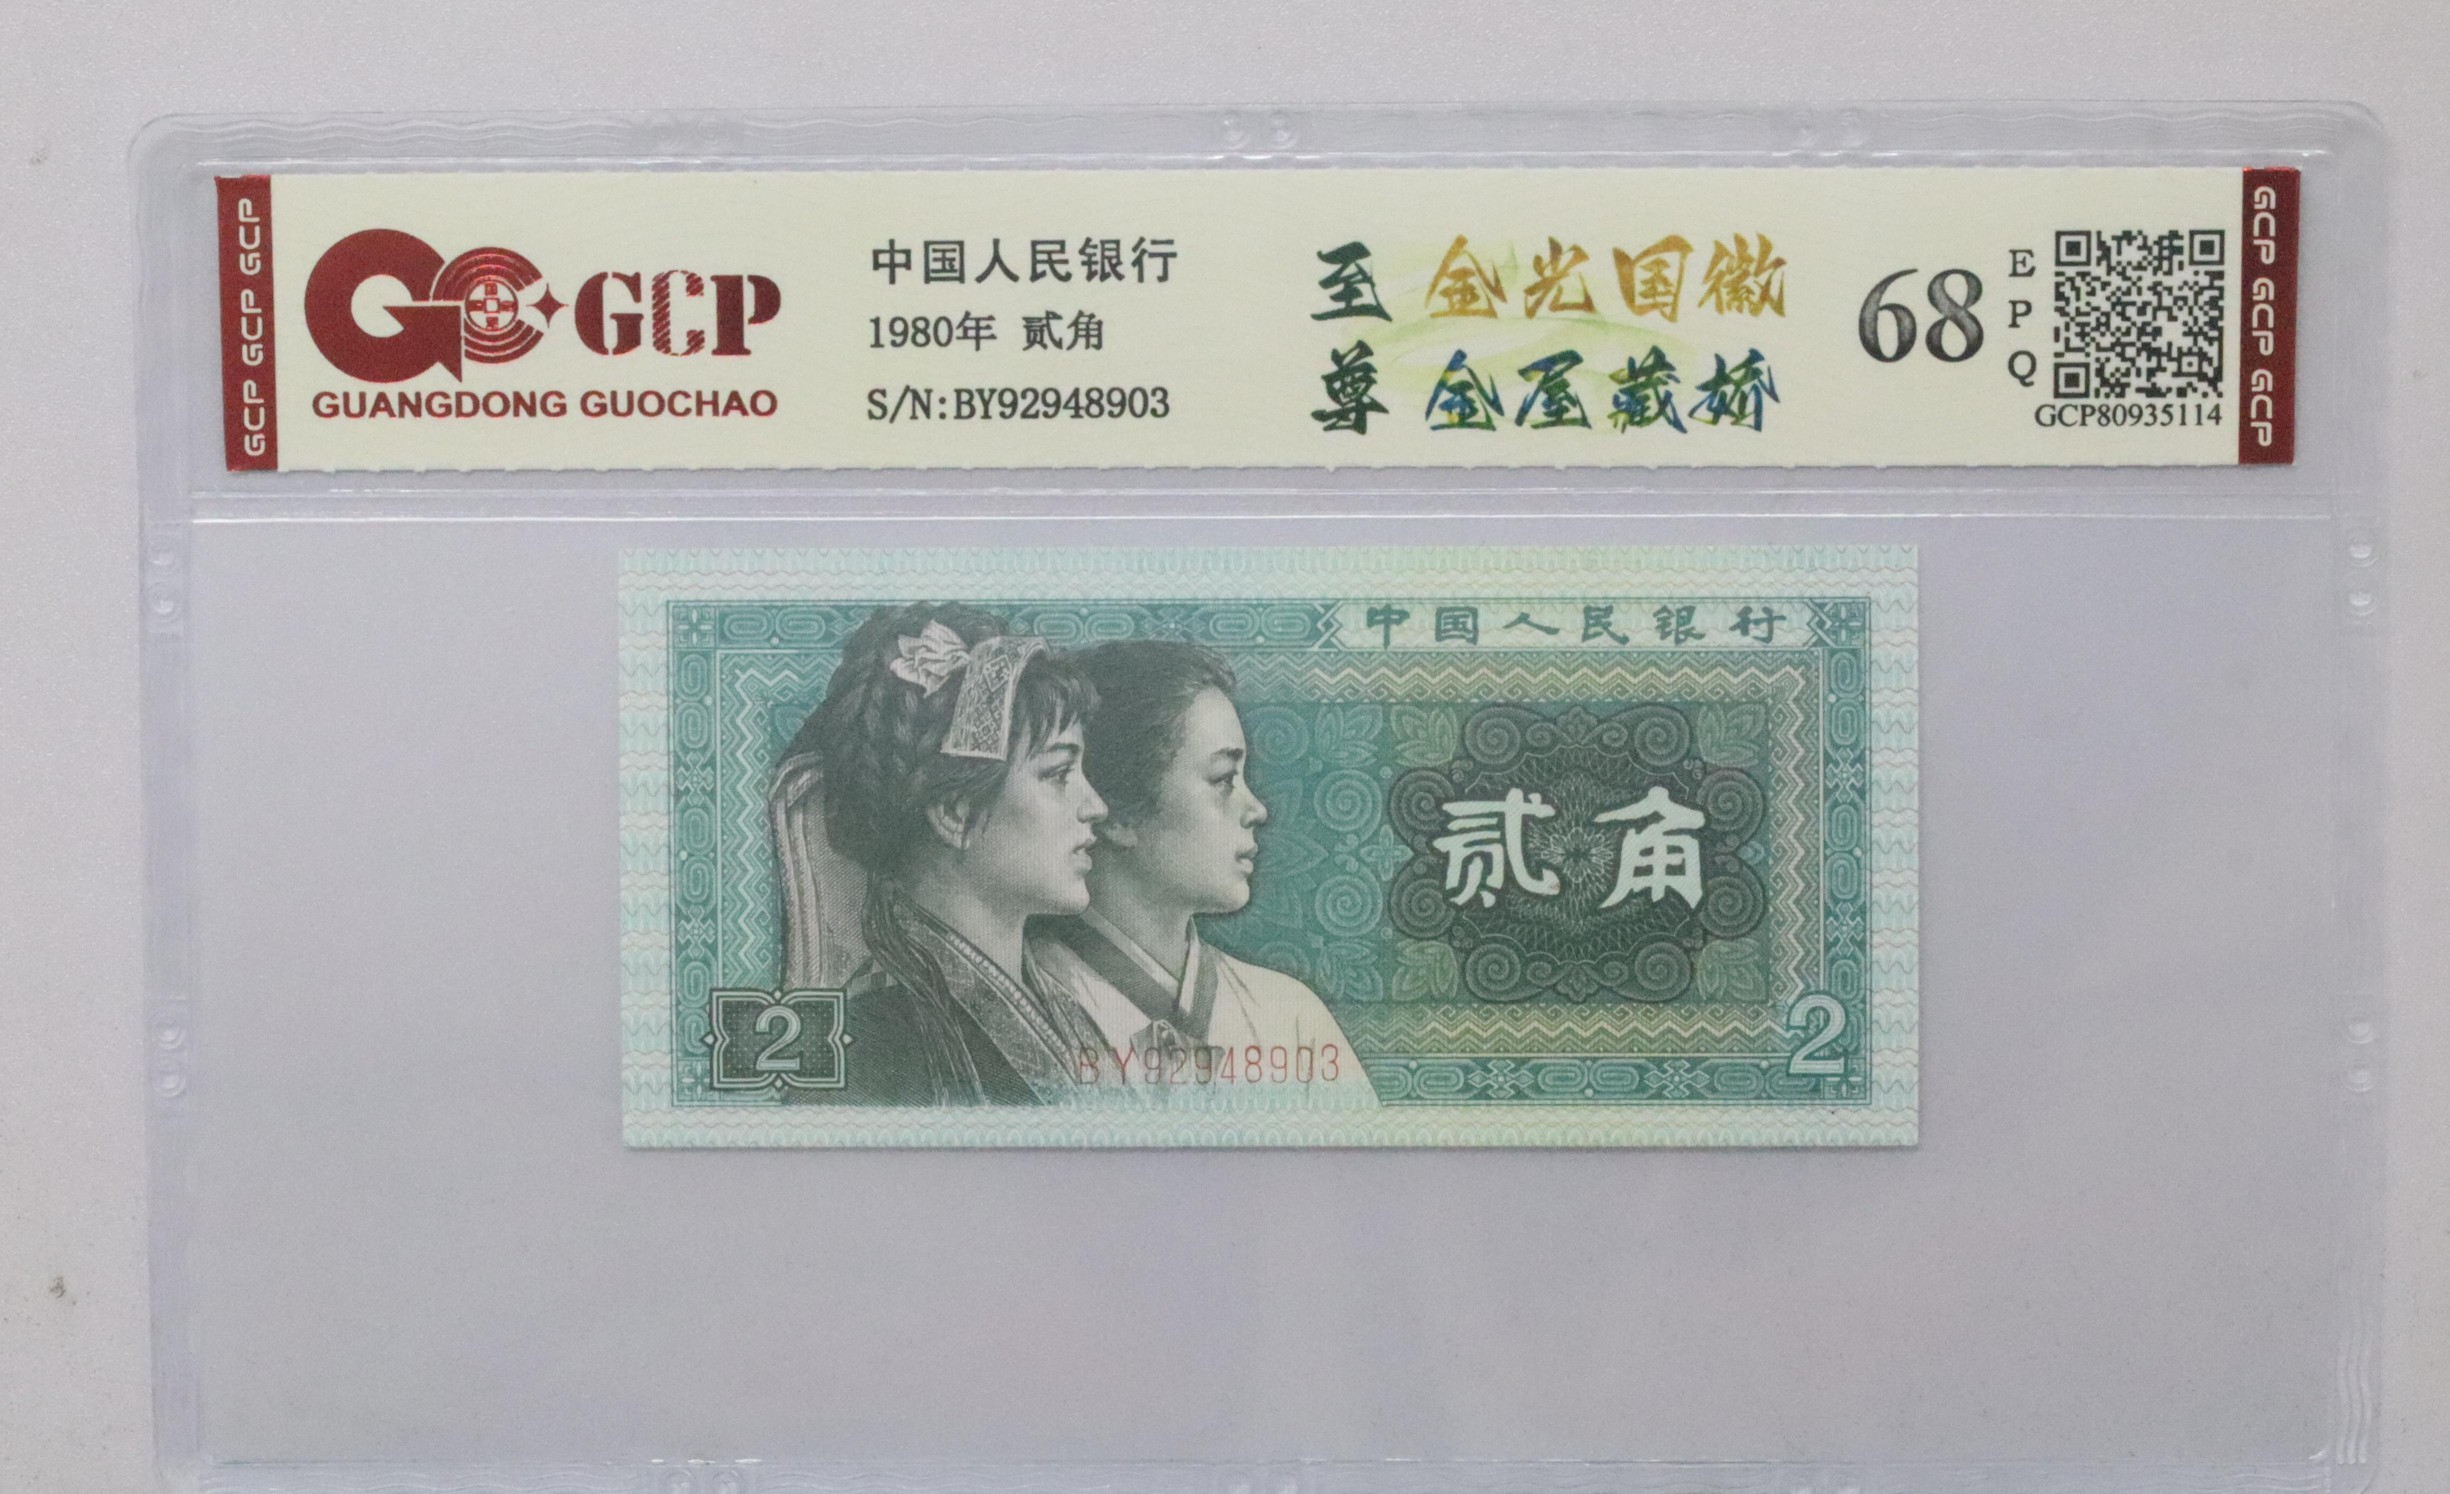 GCP GCP GCP
GCP
GUANGDONG GUOCHAO
中国人民银行
1980年 贰角
S/N:BY92948903
至尊
金光国徽
金屋藏娇
68
EPQ
GCP80935114
GCP GCP GCP
中国人民银行
贰角
2
BY92948903
2